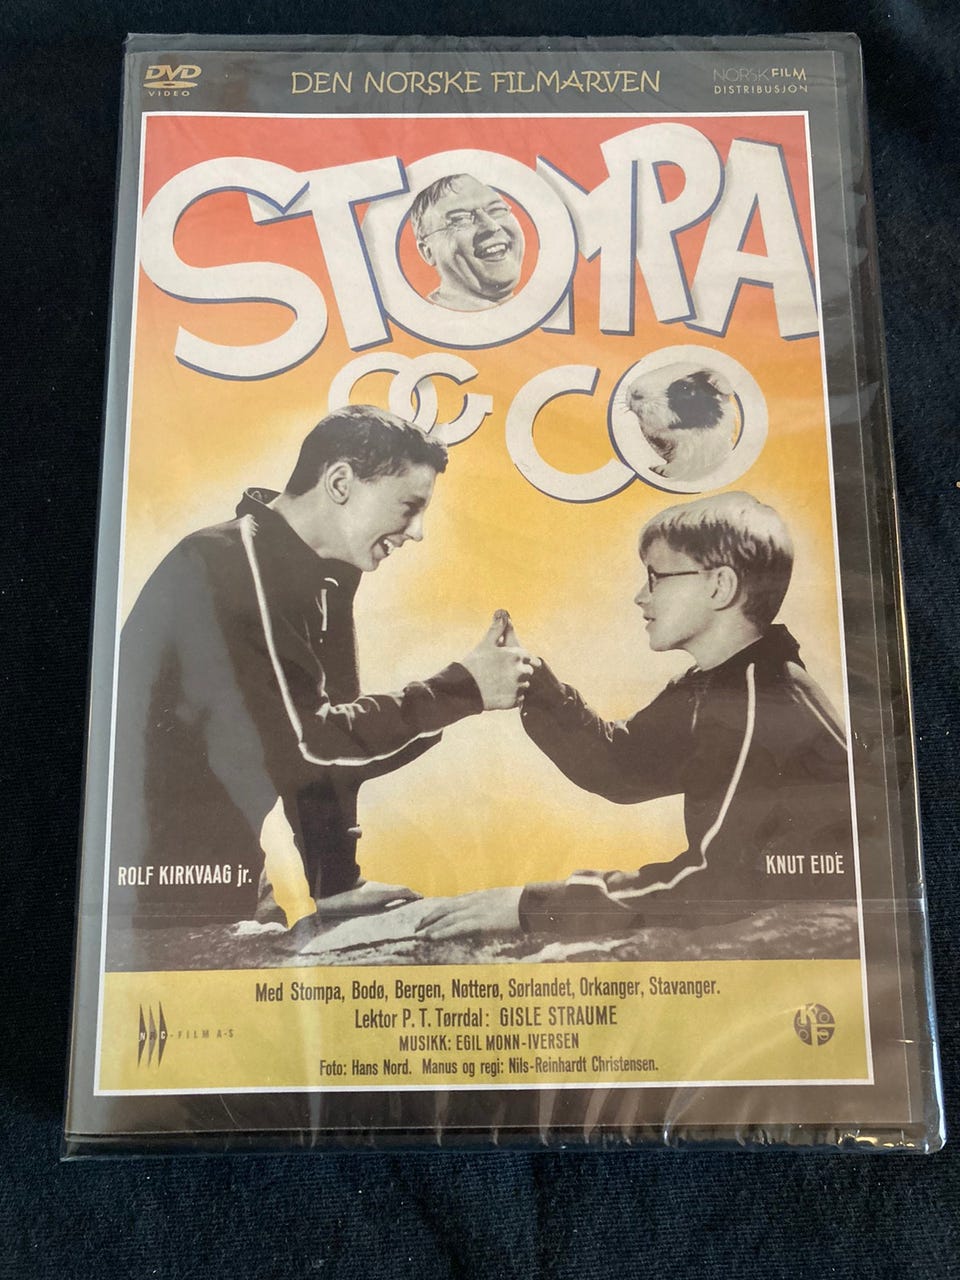 DVD
VIDEO
DEN NORSKE FILMARVEN
NORSKFILM
DISTRIBUSJON
STOMPA
OG CO
ROLF KIRKVAAG jr.
KNUT EIDE
Med Stompa, Bodø, Bergen, Nøtterø, Sørlandet, Orkanger, Stavanger.
Lektor P. T. Tørrdal: GISLE STRAUME
MUSIKK: EGIL MONN-IVERSEN
Foto: Hans Nord. Manus og regi: Nils-Reinhardt Christensen.
-FILM A-S
KF